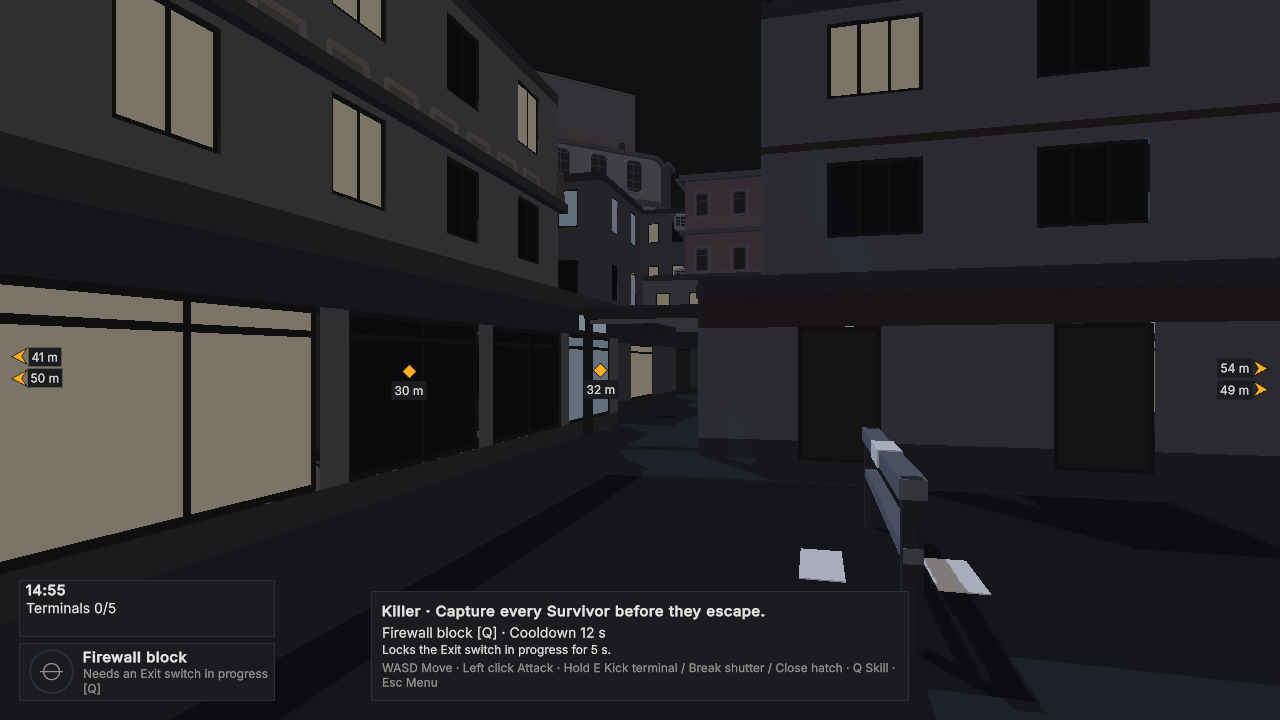 41 m
50 m
30 m
32 m
54 m
49 m
14:55
Terminals 0/5
Firewall block
Needs an Exit switch in progress
[Q]
Killer · Capture every Survivor before they escape.
Firewall block [Q] · Cooldown 12 s
Locks the Exit switch in progress for 5 s.
WASD Move · Left click Attack · Hold E Kick terminal / Break shutter / Close hatch · Q Skill ·
Esc Menu